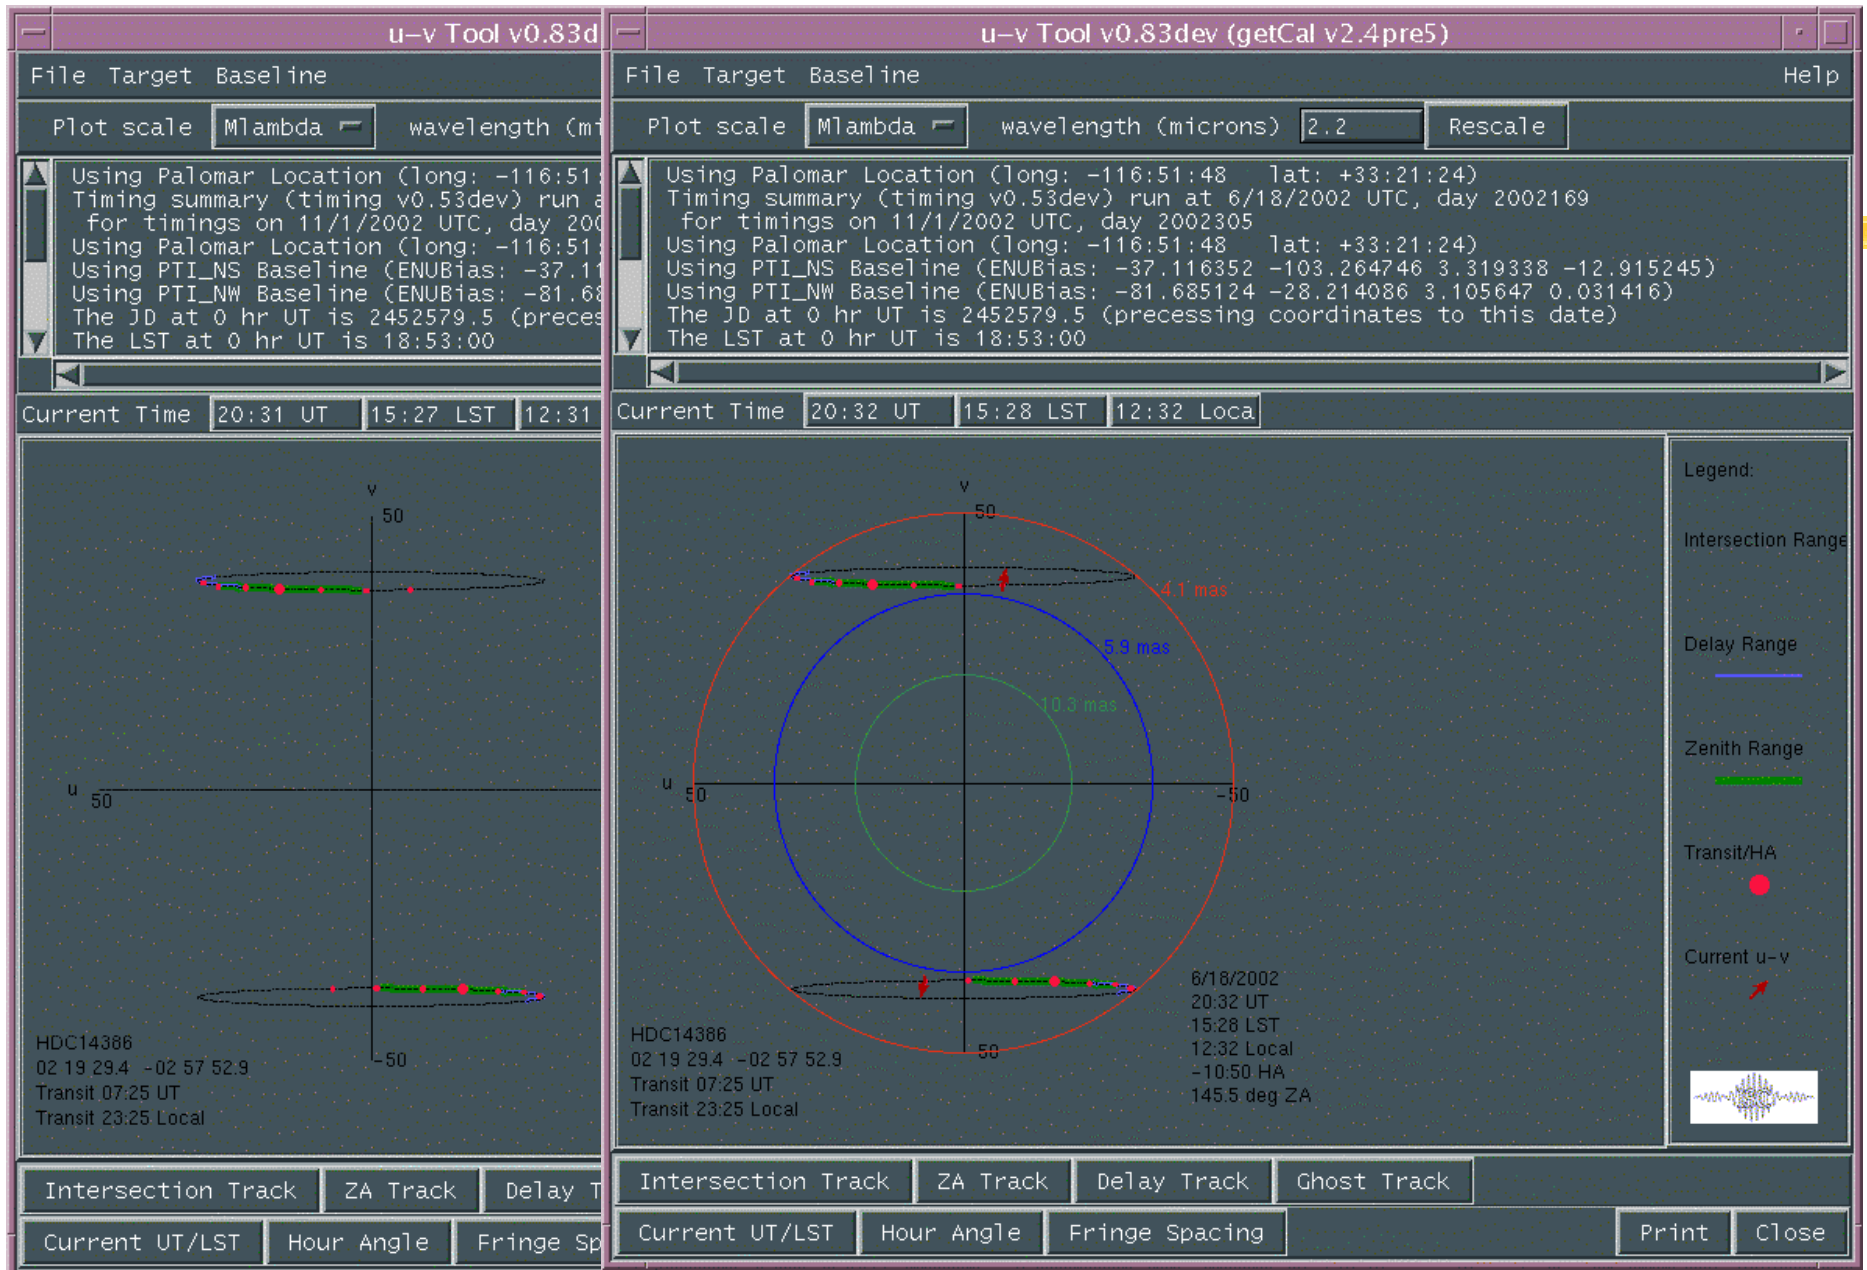 u-v Tool v0.83d
File Target Baseline
Plot scale Mlambda wavelength (mi
Using Palomar Location (long: -116:51:
Timing summary (timing v0.53dev) run a
for timings on 11/1/2002 UTC, day 200
Using Palomar Location (long: -116:51:
Using PTI_NS Baseline (ENUBias: -37.11
Using PTI_NW Baseline (ENUBias: -81.68
The JD at 0 hr UT is 2452579.5 (preces
The LST at 0 hr UT is 18:53:00
Current Time 20:31 UT 15:27 LST 12:31
v
50
u
50
-50
HDC14386
02 19 29.4 -02 57 52.9
Transit 07:25 UT
Transit 23:25 Local
Intersection Track ZA Track Delay T
Current UT/LST Hour Angle Fringe Sp
u-v Tool v0.83dev (getCal v2.4pre5)
File Target Baseline Help
Plot scale Mlambda wavelength (microns) 2.2 Rescale
Using Palomar Location (long: -116:51:48 lat: +33:21:24)
Timing summary (timing v0.53dev) run at 6/18/2002 UTC, day 2002169
for timings on 11/1/2002 UTC, day 2002305
Using Palomar Location (long: -116:51:48 lat: +33:21:24)
Using PTI_NS Baseline (ENUBias: -37.116352 -103.264746 3.319338 -12.915245)
Using PTI_NW Baseline (ENUBias: -81.685124 -28.214086 3.105647 0.031416)
The JD at 0 hr UT is 2452579.5 (precessing coordinates to this date)
The LST at 0 hr UT is 18:53:00
Current Time 20:32 UT 15:28 LST 12:32 Loca
v
50
4.1 mas
5.9 mas
10.3 mas
u
50
-50
-50
HDC14386
02 19 29.4 -02 57 52.9
Transit 07:25 UT
Transit 23:25 Local
6/18/2002
20:32 UT
15:28 LST
12:32 Local
-10:50 HA
145.5 deg ZA
Legend:
Intersection Range
Delay Range
Zenith Range
Transit/HA
Current u-v
ISC
Intersection Track ZA Track Delay Track Ghost Track
Current UT/LST Hour Angle Fringe Spacing Print Close